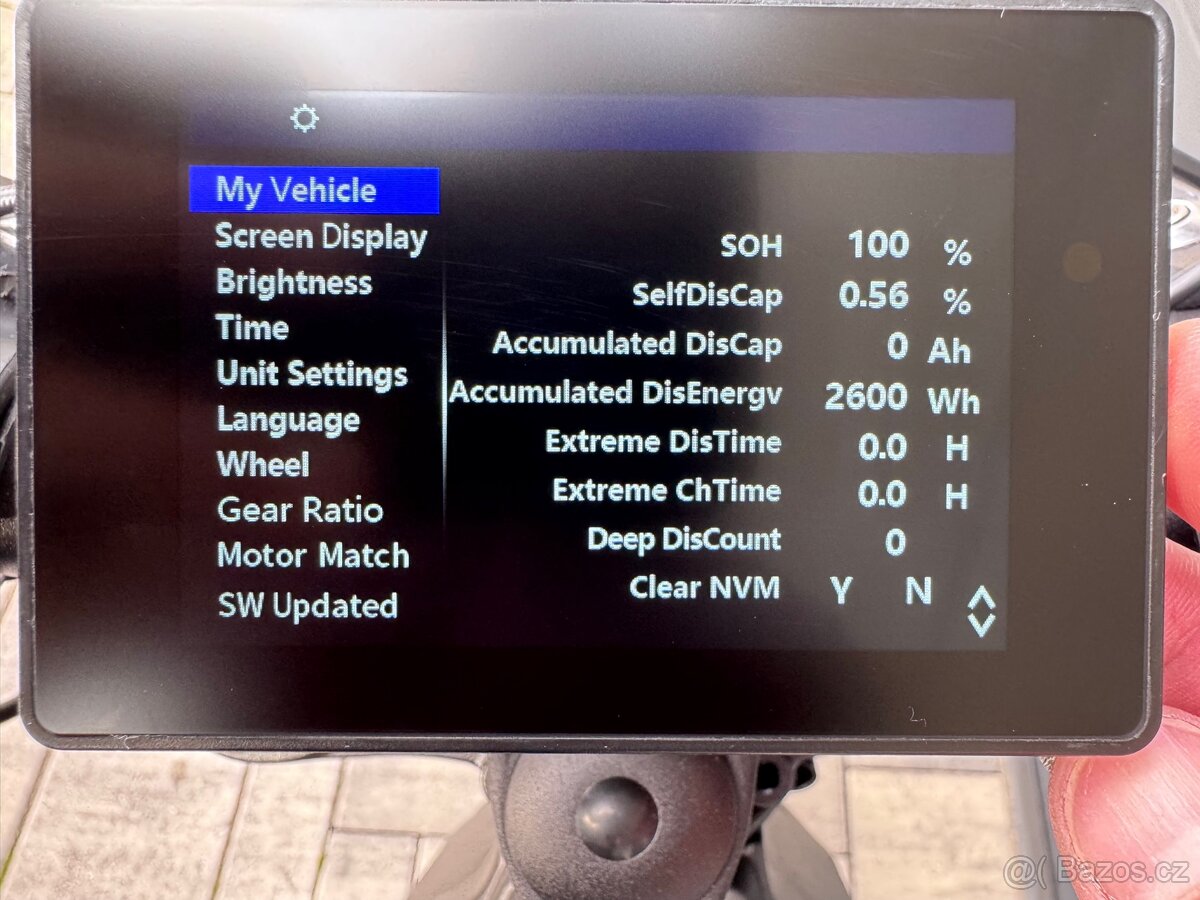 My Vehicle
Screen Display
Brightness
Time
Unit Settings
Language
Wheel
Gear Ratio
Motor Match
SW Updated
SOH 100 %
SelfDisCap 0.56 %
Accumulated DisCap 0 Ah
Accumulated DisEnergv 2600 Wh
Extreme DisTime 0.0 H
Extreme ChTime 0.0 H
Deep DisCount 0
Clear NVM Y N
@( Bazos.cz